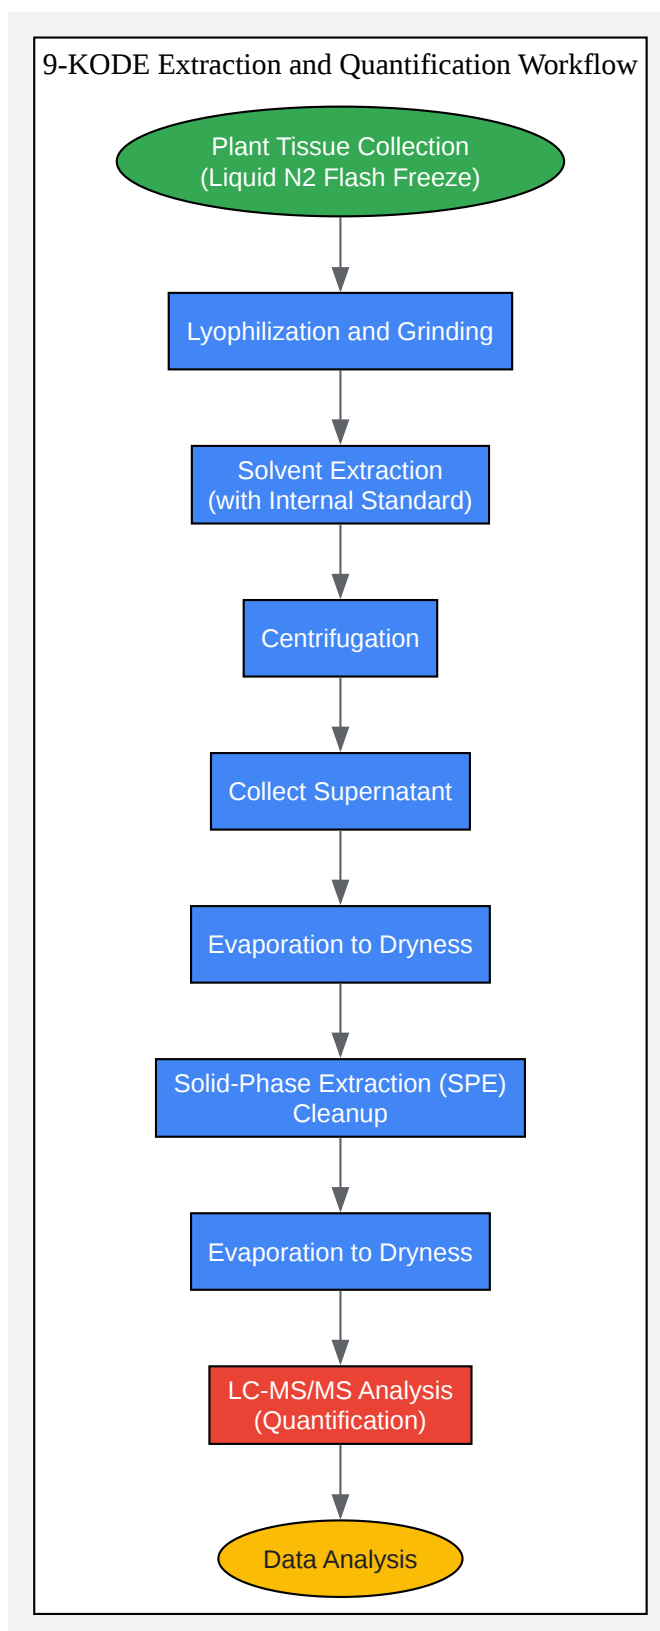 9-KODE Extraction and Quantification Workflow
Plant Tissue Collection
(Liquid N2 Flash Freeze)
Lyophilization and Grinding
Solvent Extraction
(with Internal Standard)
Centrifugation
Collect Supernatant
Evaporation to Dryness
Solid-Phase Extraction (SPE)
Cleanup
Evaporation to Dryness
LC-MS/MS Analysis
(Quantification)
Data Analysis